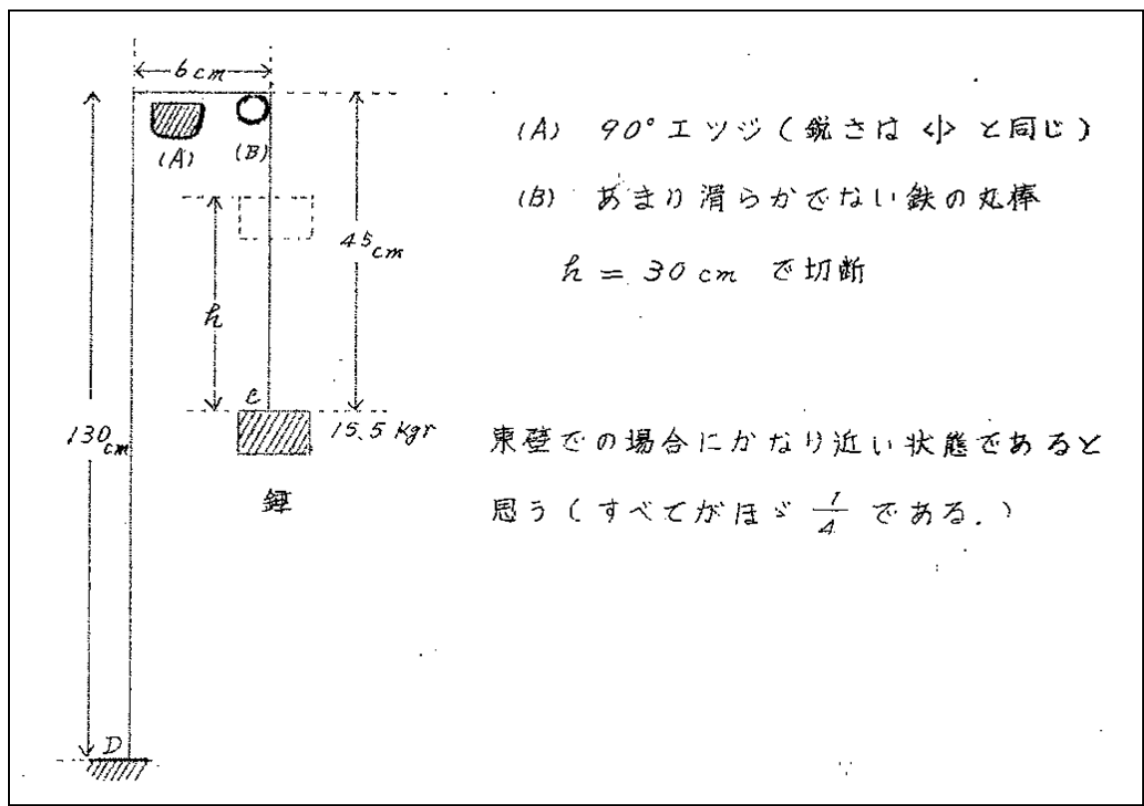 6cm
(A) (B)
(A) 90°エッジ(鋭さは<小>と同じ)
(B) あまり滑らかでない鉄の丸棒
45cm
h = 30 cm で切断
h
C
15.5 Kgr
130cm
東壁での場合にかなり近い状態であると
錘
思う(すべてがほゞ 1/4 である.)
D